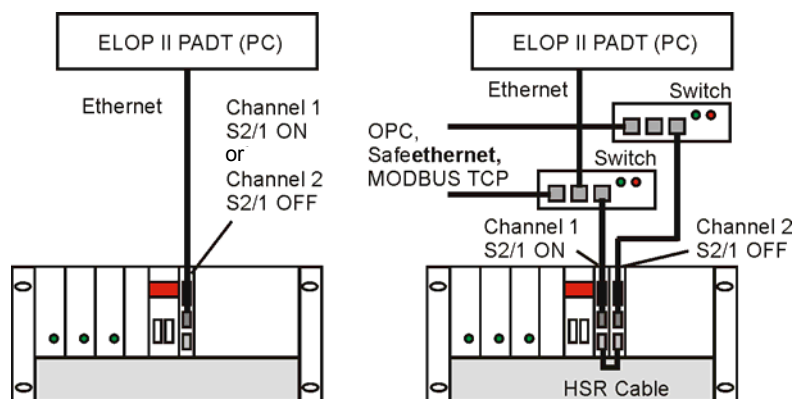 ELOP II PADT (PC)
Ethernet
Channel 1
S2/1 ON
or
Channel 2
S2/1 OFF
ELOP II PADT (PC)
Ethernet
Switch
OPC,
Safeethernet,
MODBUS TCP
Switch
Channel 1
S2/1 ON
Channel 2
S2/1 OFF
HSR Cable